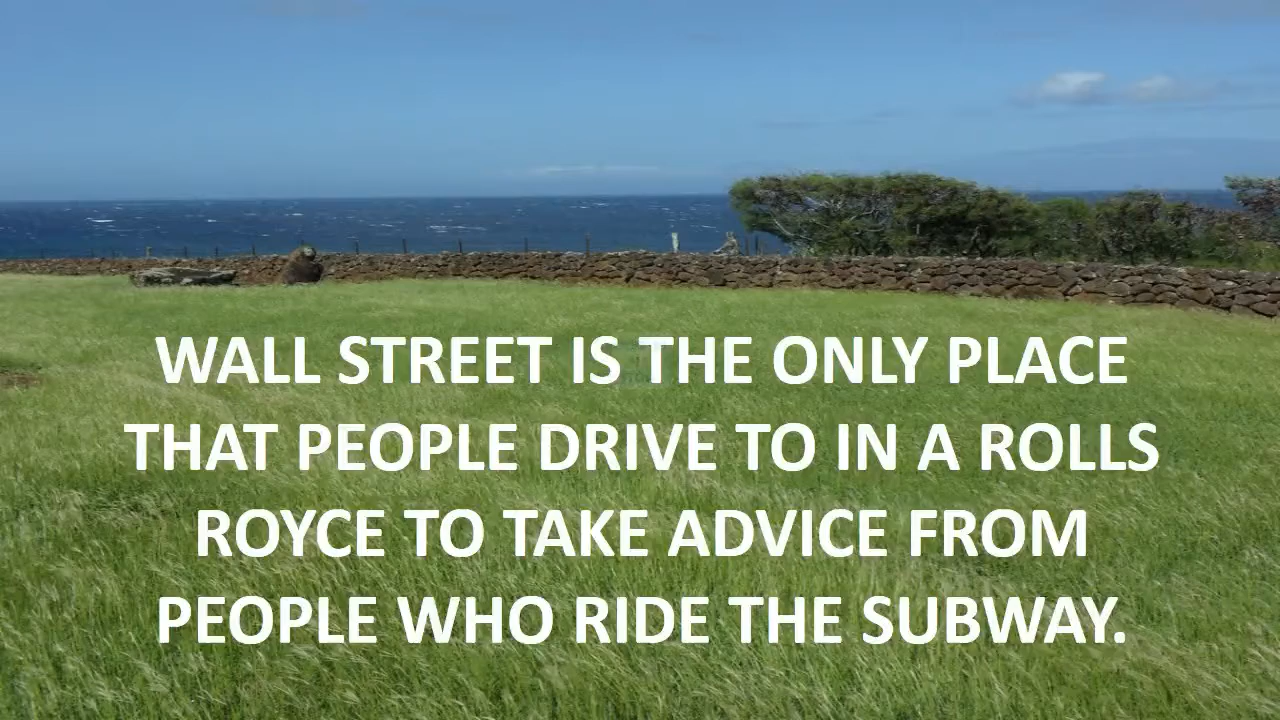 WALL STREET IS THE ONLY PLACE
THAT PEOPLE DRIVE TO IN A ROLLS
ROYCE TO TAKE ADVICE FROM
PEOPLE WHO RIDE THE SUBWAY.